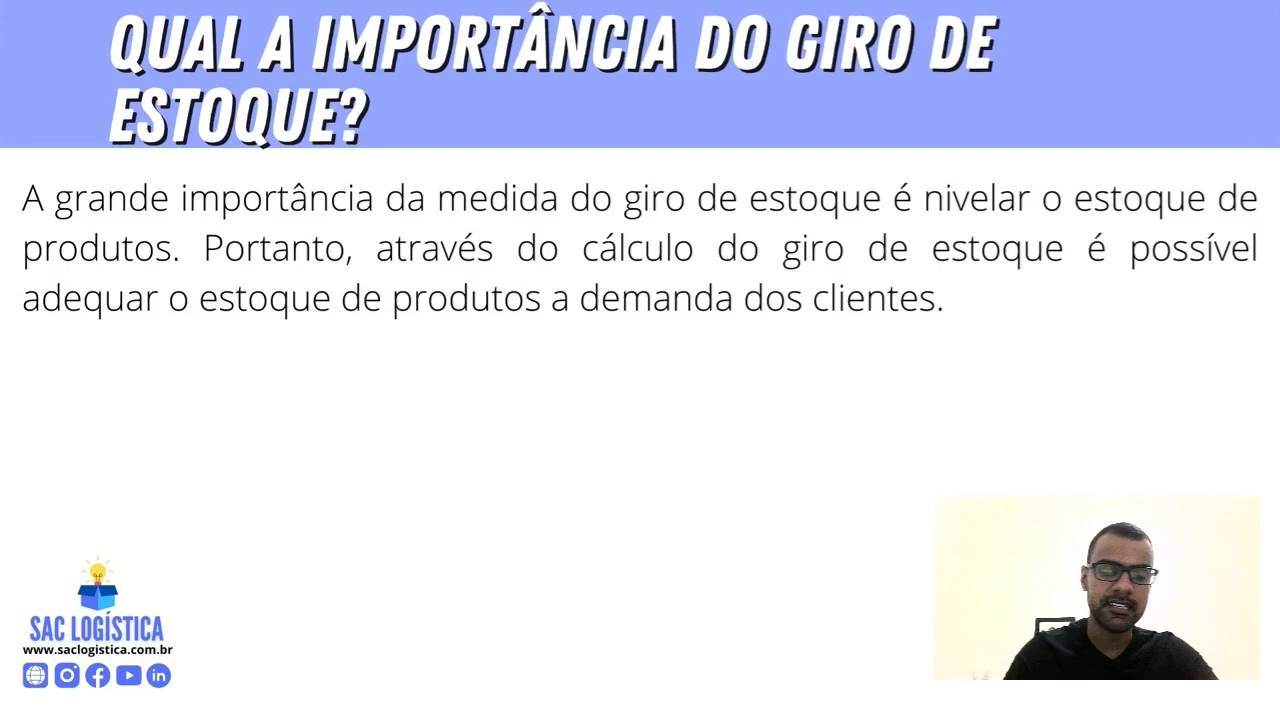 QUAL A IMPORTÂNCIA DO GIRO DE
ESTOQUE?
A grande importância da medida do giro de estoque é nivelar o estoque de
produtos. Portanto, através do cálculo do giro de estoque é possível
adequar o estoque de produtos a demanda dos clientes.
SAC LOGÍSTICA
www.saclogistica.com.br
in